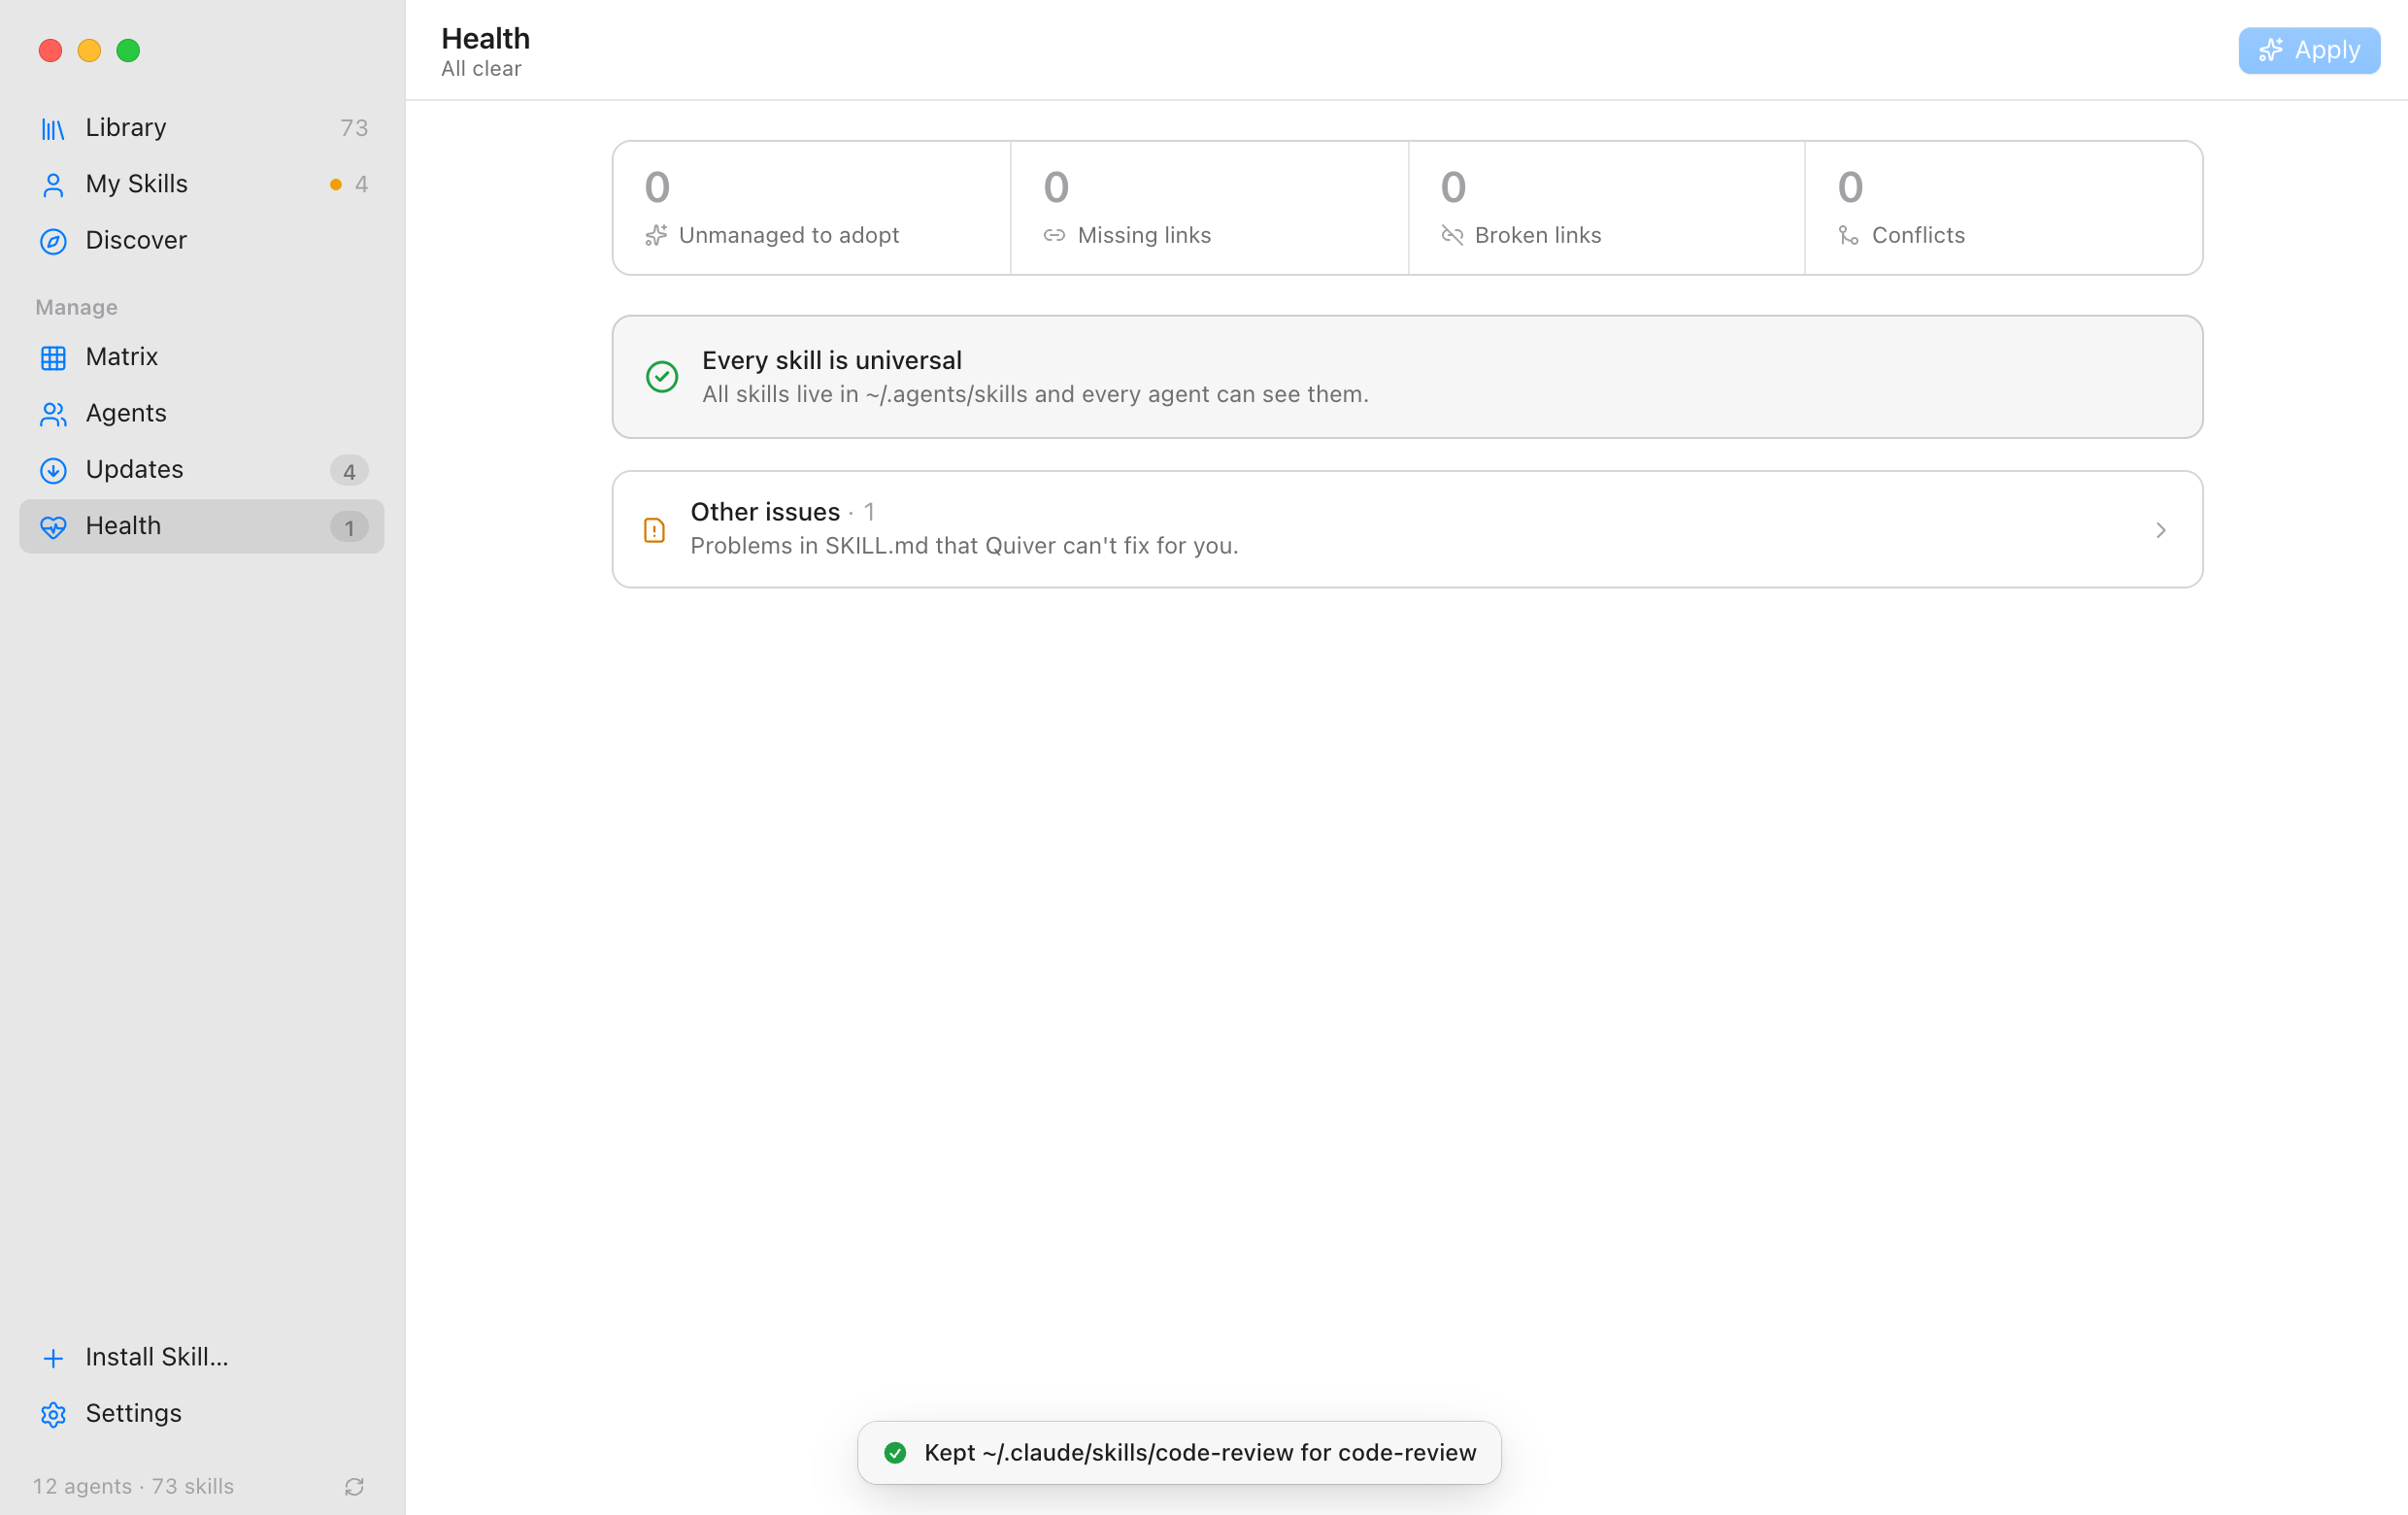 Library 73
My Skills 4
Discover
Manage
Matrix
Agents
Updates 4
Health 1
Install Skill...
Settings
12 agents · 73 skills
Health
All clear
Apply
0
Unmanaged to adopt
0
Missing links
0
Broken links
0
Conflicts
Every skill is universal
All skills live in ~/.agents/skills and every agent can see them.
Other issues · 1
Problems in SKILL.md that Quiver can't fix for you.
Kept ~/.claude/skills/code-review for code-review